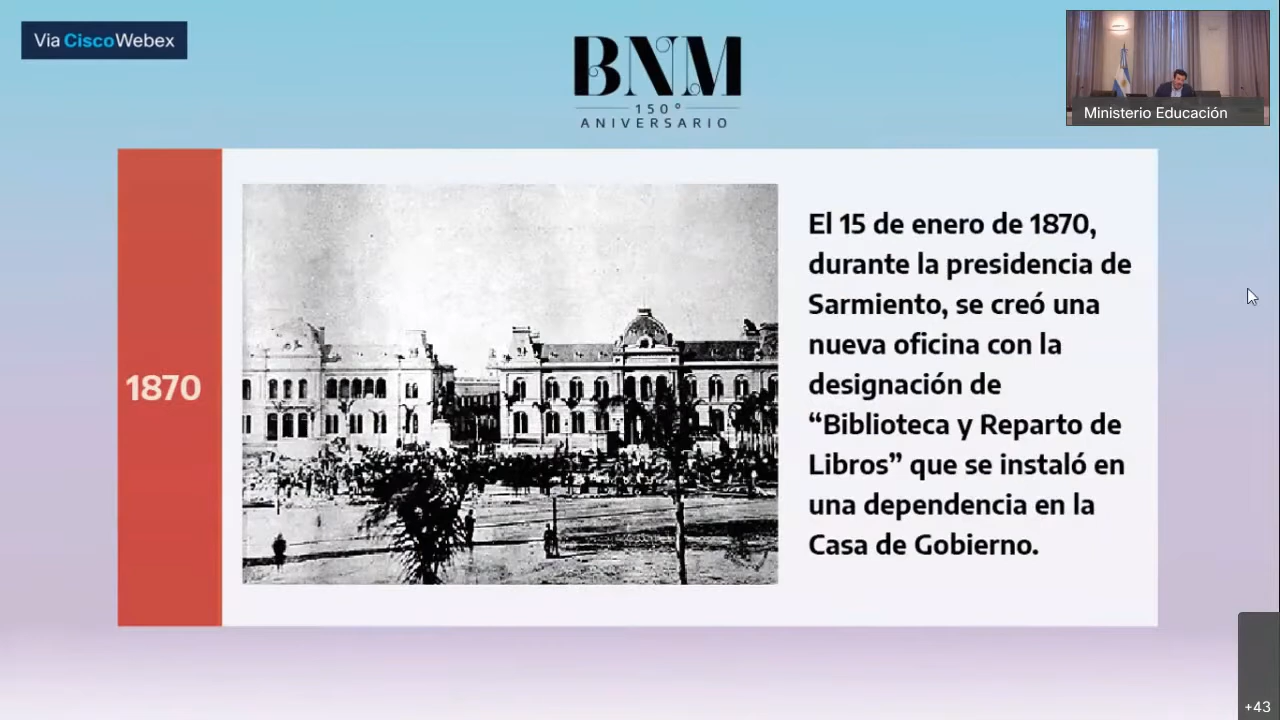 Via CiscoWebex
BNM
150°
ANIVERSARIO
Ministerio Educación
1870
El 15 de enero de 1870,
durante la presidencia de
Sarmiento, se creó una
nueva oficina con la
designación de
“Biblioteca y Reparto de
Libros” que se instaló en
una dependencia en la
Casa de Gobierno.
+43